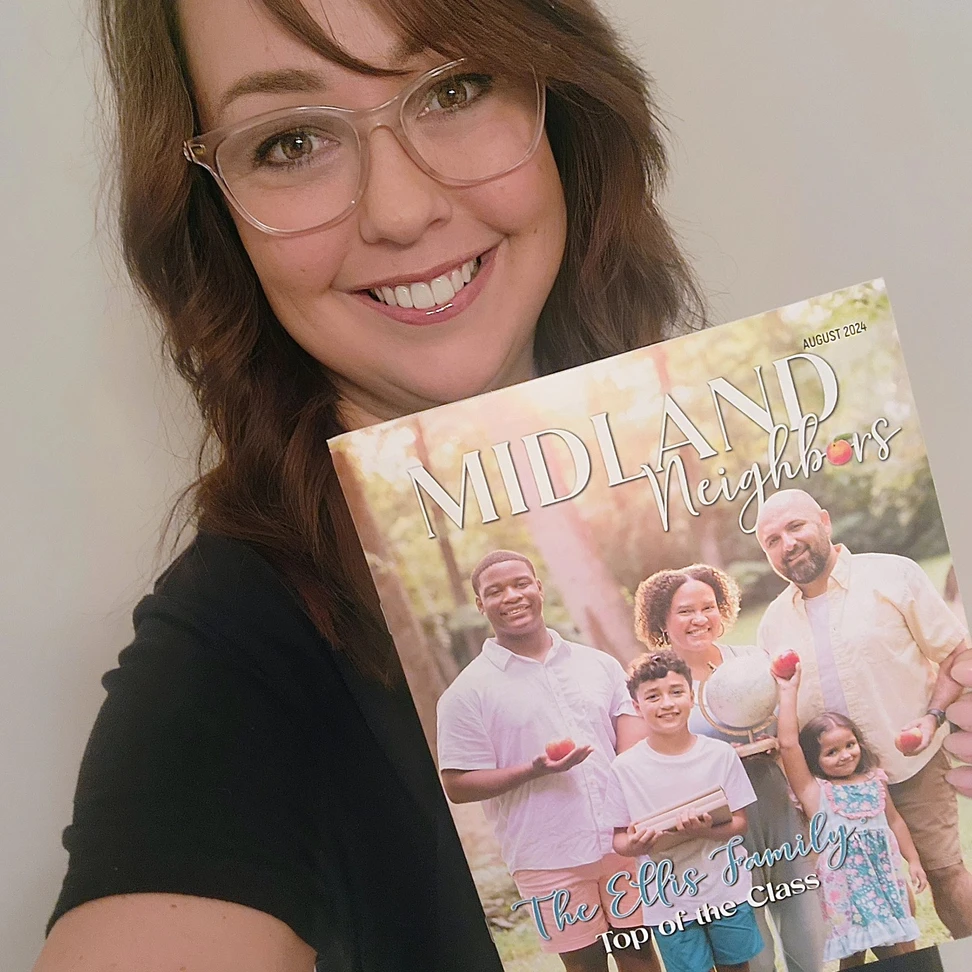 AUGUST 2024
MIDLAND
Neighbors
The Ellis Family
Top of the Class